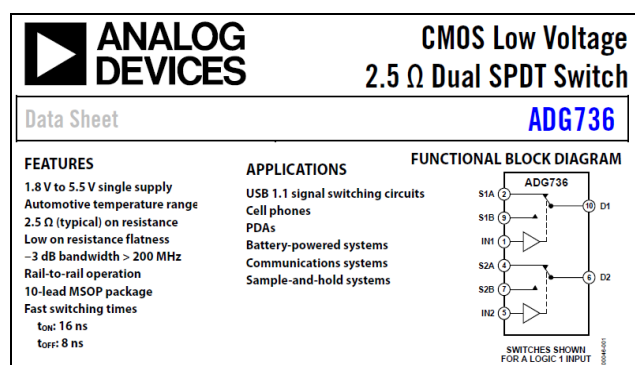 ANALOG
DEVICES
CMOS Low Voltage
2.5 Ω Dual SPDT Switch
Data Sheet
ADG736
FEATURES
1.8 V to 5.5 V single supply
Automotive temperature range
2.5 Ω (typical) on resistance
Low on resistance flatness
−3 dB bandwidth > 200 MHz
Rail-to-rail operation
10-lead MSOP package
Fast switching times
tON: 16 ns
tOFF: 8 ns
APPLICATIONS
USB 1.1 signal switching circuits
Cell phones
PDAs
Battery-powered systems
Communications systems
Sample-and-hold systems
FUNCTIONAL BLOCK DIAGRAM
ADG736
S1A 2
10 D1
S1B 9
IN1 1
S2A 4
6 D2
S2B 7
IN2 5
SWITCHES SHOWN
FOR A LOGIC 1 INPUT
00046-001